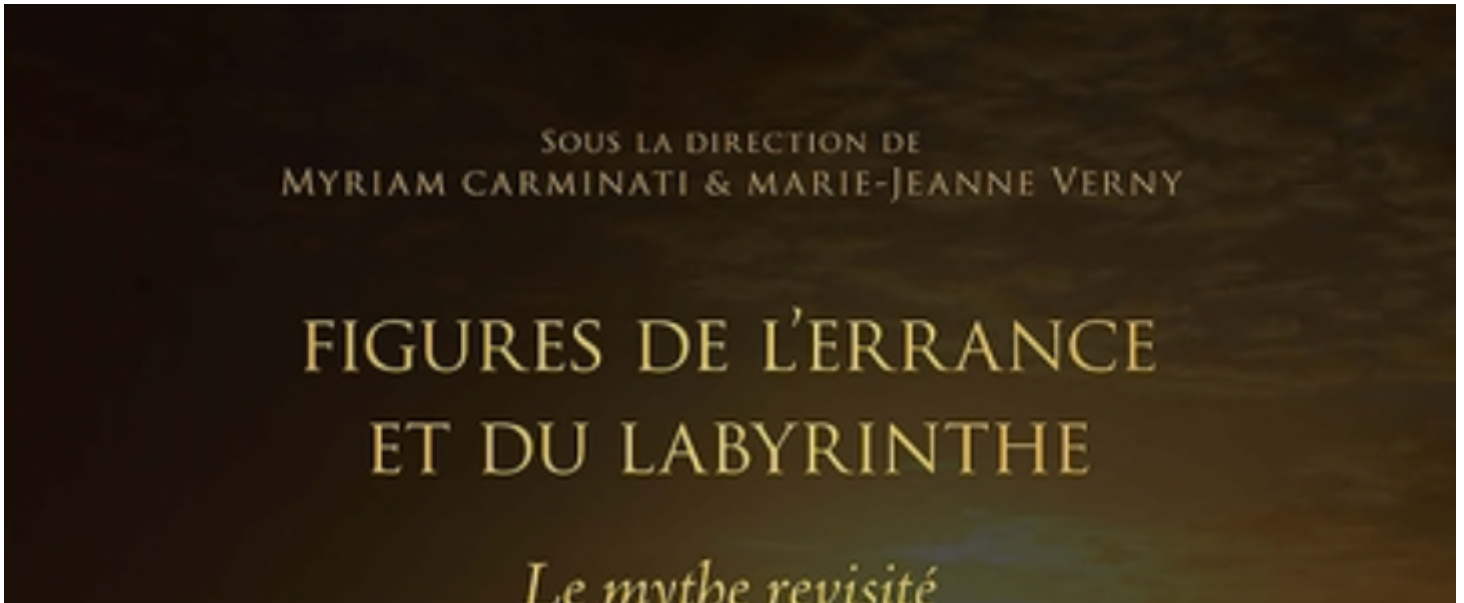 Sous la direction de
Myriam carminati & marie-Jeanne Verny
FIGURES DE L'ERRANCE
ET DU LABYRINTHE
Le mythe revisité